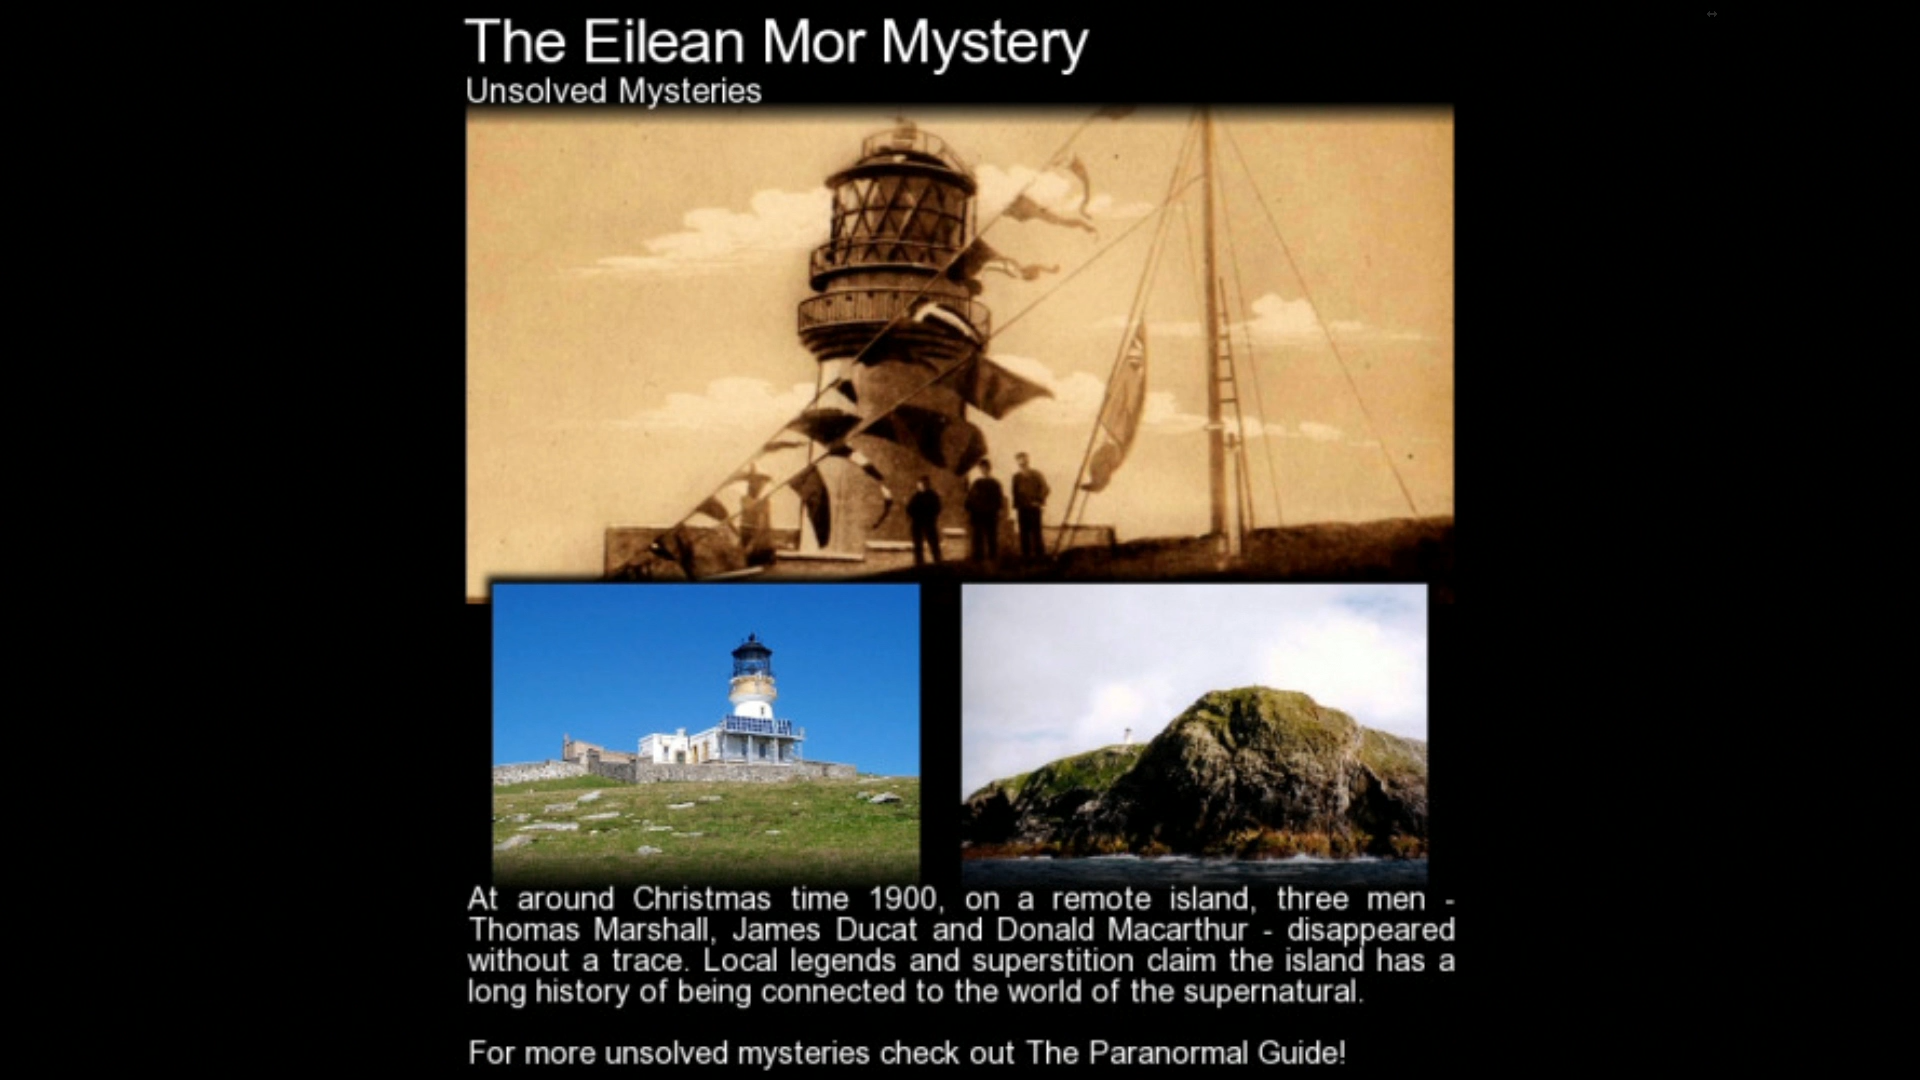 The Eilean Mor Mystery
Unsolved Mysteries
At around Christmas time 1900, on a remote island, three men -
Thomas Marshall, James Ducat and Donald Macarthur - disappeared
without a trace. Local legends and superstition claim the island has a
long history of being connected to the world of the supernatural.
For more unsolved mysteries check out The Paranormal Guide!